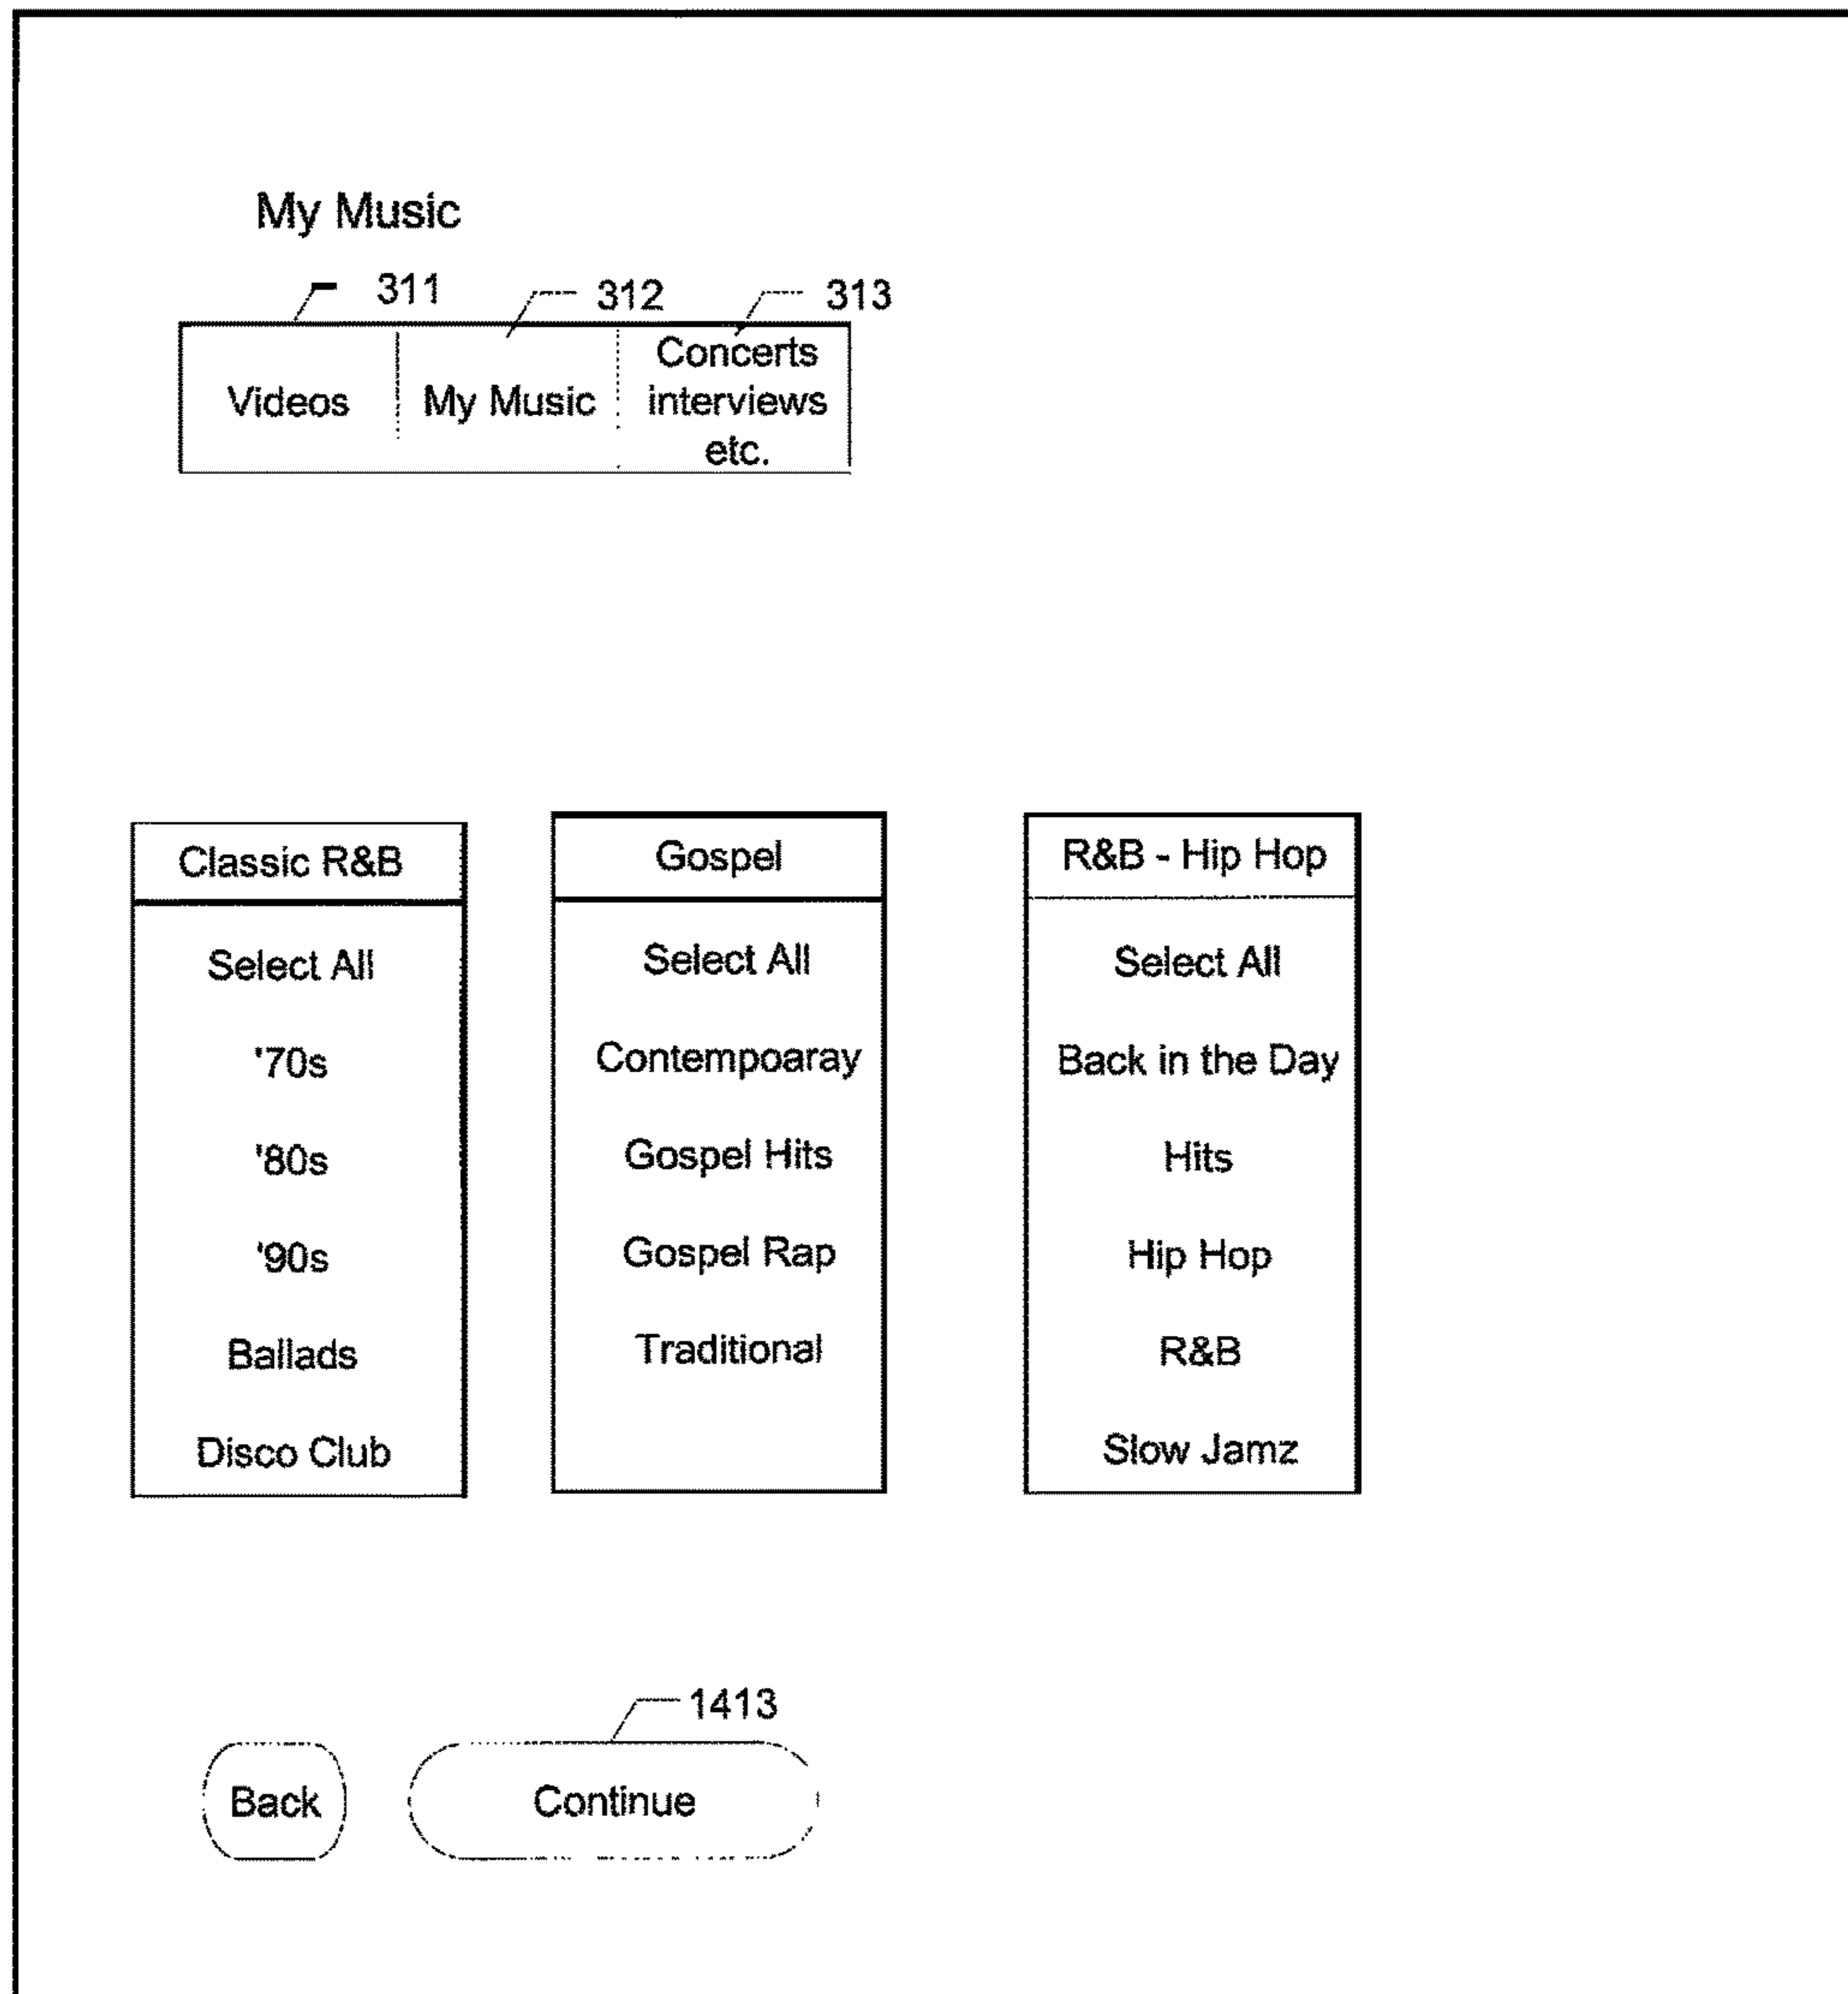 My Music
311 312 313
Videos My Music Concerts
interviews
etc.
Classic R&B
Select All
'70s
'80s
'90s
Ballads
Disco Club
Gospel
Select All
Contempoaray
Gospel Hits
Gospel Rap
Traditional
R&B - Hip Hop
Select All
Back in the Day
Hits
Hip Hop
R&B
Slow Jamz
1413
Back Continue